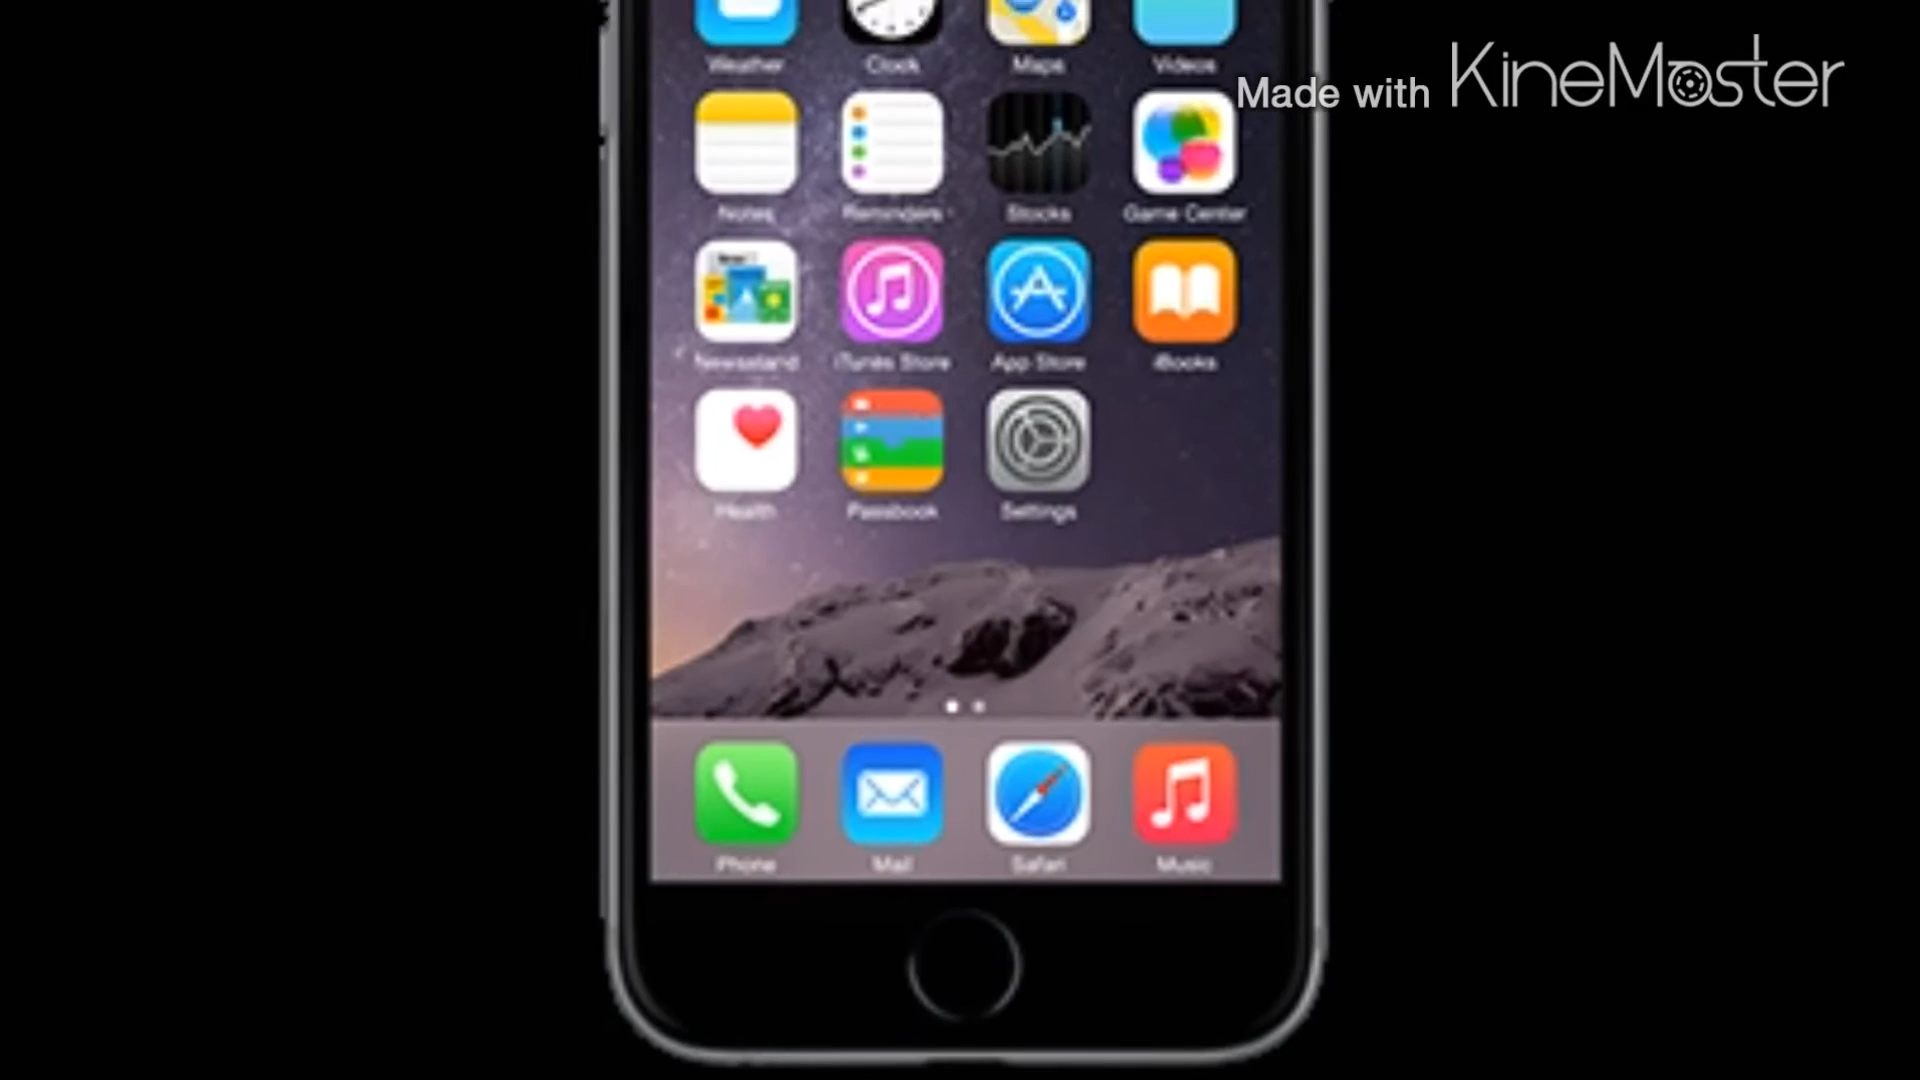 Weather Clock Maps Videos
Made with KineMaster
Notes Reminders Stocks Game Center
Newsstand iTunes Store App Store iBooks
Health Passbook Settings
Phone Mail Safari Music